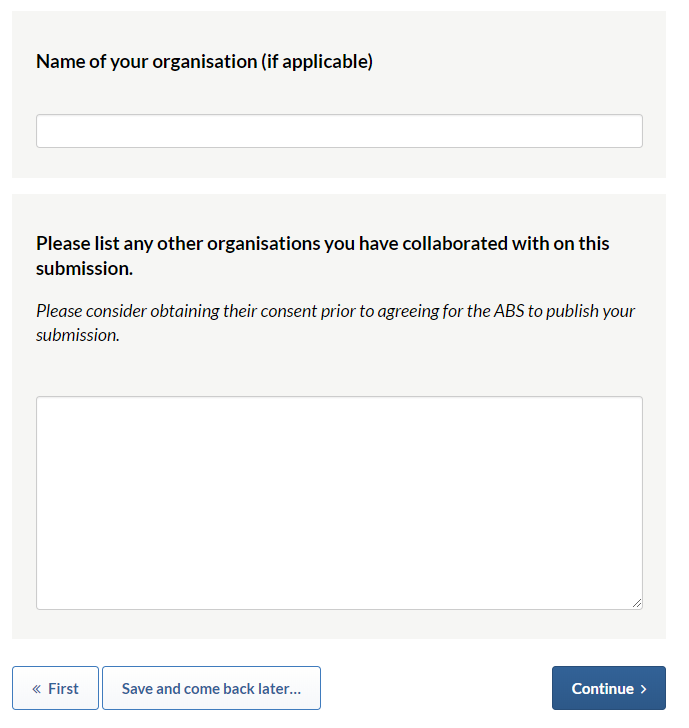 Name of your organisation (if applicable)
Please list any other organisations you have collaborated with on this
submission.
Please consider obtaining their consent prior to agreeing for the ABS to publish your
submission.
« First
Save and come back later...
Continue ›